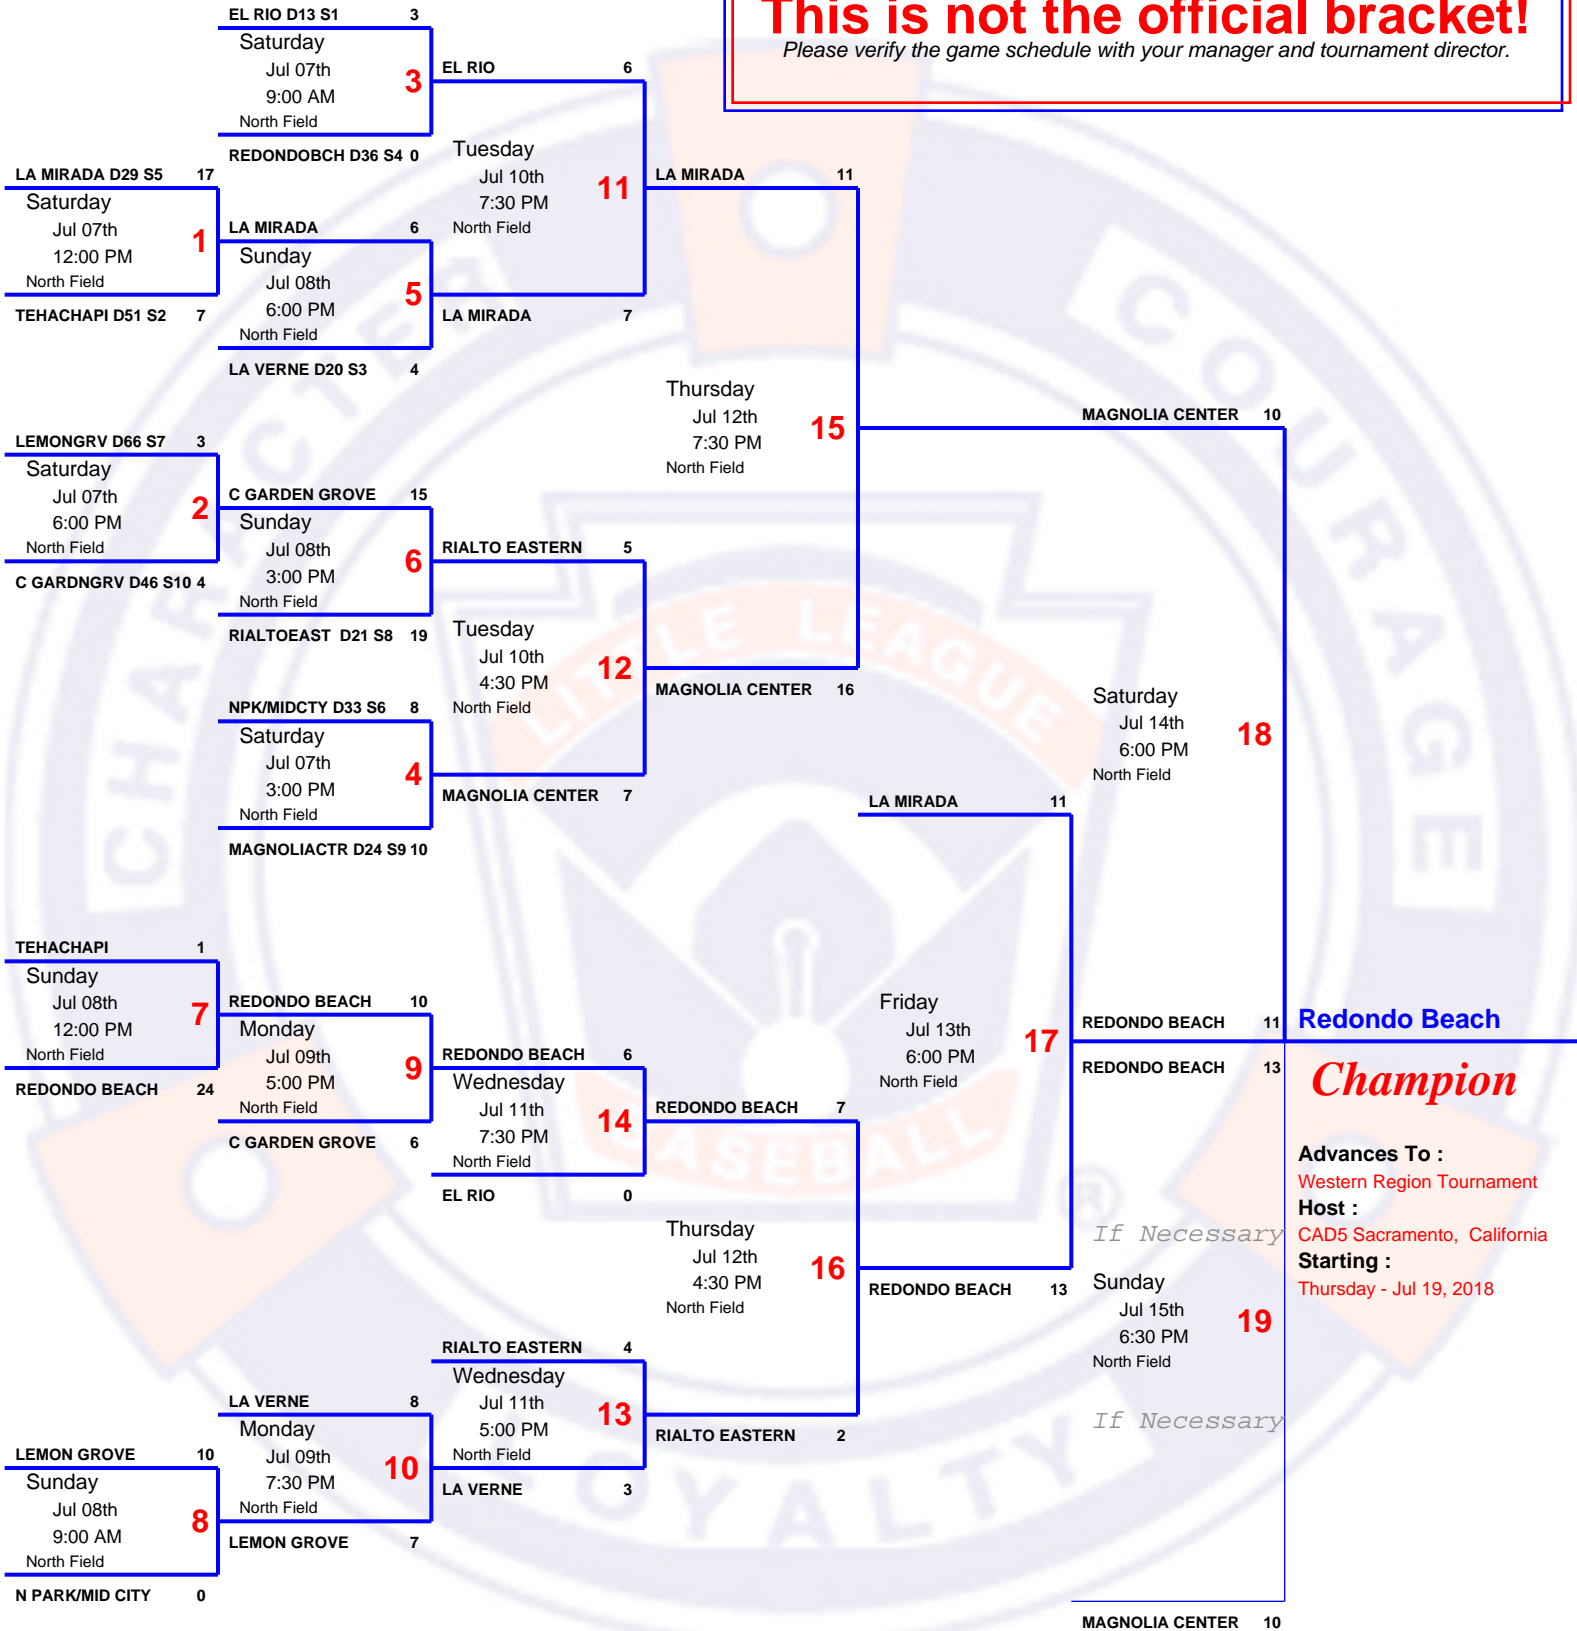 This is not the official bracket!
Please verify the game schedule with your manager and tournament director.
EL RIO D13 S1 3
Saturday
Jul 07th
9:00 AM
North Field
3
REDONDOBCH D36 S4 0
EL RIO 6
Tuesday
Jul 10th
7:30 PM
North Field
11
LA MIRADA D29 S5 17
Saturday
Jul 07th
12:00 PM
North Field
1
TEHACHAPI D51 S2 7
LA MIRADA 6
Sunday
Jul 08th
6:00 PM
North Field
5
LA VERNE D20 S3 4
LA MIRADA 7
LA MIRADA 11
Thursday
Jul 12th
7:30 PM
North Field
15
LEMONGRV D66 S7 3
Saturday
Jul 07th
6:00 PM
North Field
2
C GARDNGRV D46 S10 4
C GARDEN GROVE 15
Sunday
Jul 08th
3:00 PM
North Field
6
RIALTOEAST D21 S8 19
RIALTO EASTERN 5
Tuesday
Jul 10th
4:30 PM
North Field
12
NPK/MIDCTY D33 S6 8
Saturday
Jul 07th
3:00 PM
North Field
4
MAGNOLIACTR D24 S9 10
MAGNOLIA CENTER 7
MAGNOLIA CENTER 16
MAGNOLIA CENTER 10
Saturday
Jul 14th
6:00 PM
North Field
18
LA MIRADA 11
Friday
Jul 13th
6:00 PM
North Field
17
TEHACHAPI 1
Sunday
Jul 08th
12:00 PM
North Field
7
REDONDO BEACH 24
REDONDO BEACH 10
Monday
Jul 09th
5:00 PM
North Field
9
C GARDEN GROVE 6
REDONDO BEACH 6
Wednesday
Jul 11th
7:30 PM
North Field
14
EL RIO 0
REDONDO BEACH 7
Thursday
Jul 12th
4:30 PM
North Field
16
REDONDO BEACH 13
RIALTO EASTERN 4
Wednesday
Jul 11th
5:00 PM
North Field
13
LA VERNE 3
RIALTO EASTERN 2
LA VERNE 8
Monday
Jul 09th
7:30 PM
North Field
10
LEMON GROVE 7
LEMON GROVE 10
Sunday
Jul 08th
9:00 AM
North Field
8
N PARK/MID CITY 0
REDONDO BEACH 11
REDONDO BEACH 13
If Necessary
Sunday
Jul 15th
6:30 PM
North Field
19
If Necessary
MAGNOLIA CENTER 10
Redondo Beach
Champion
Advances To :
Western Region Tournament
Host :
CAD5 Sacramento, California
Starting :
Thursday - Jul 19, 2018
CHARACTER
COURAGE
LOYALTY
LITTLE LEAGUE
BASEBALL
®